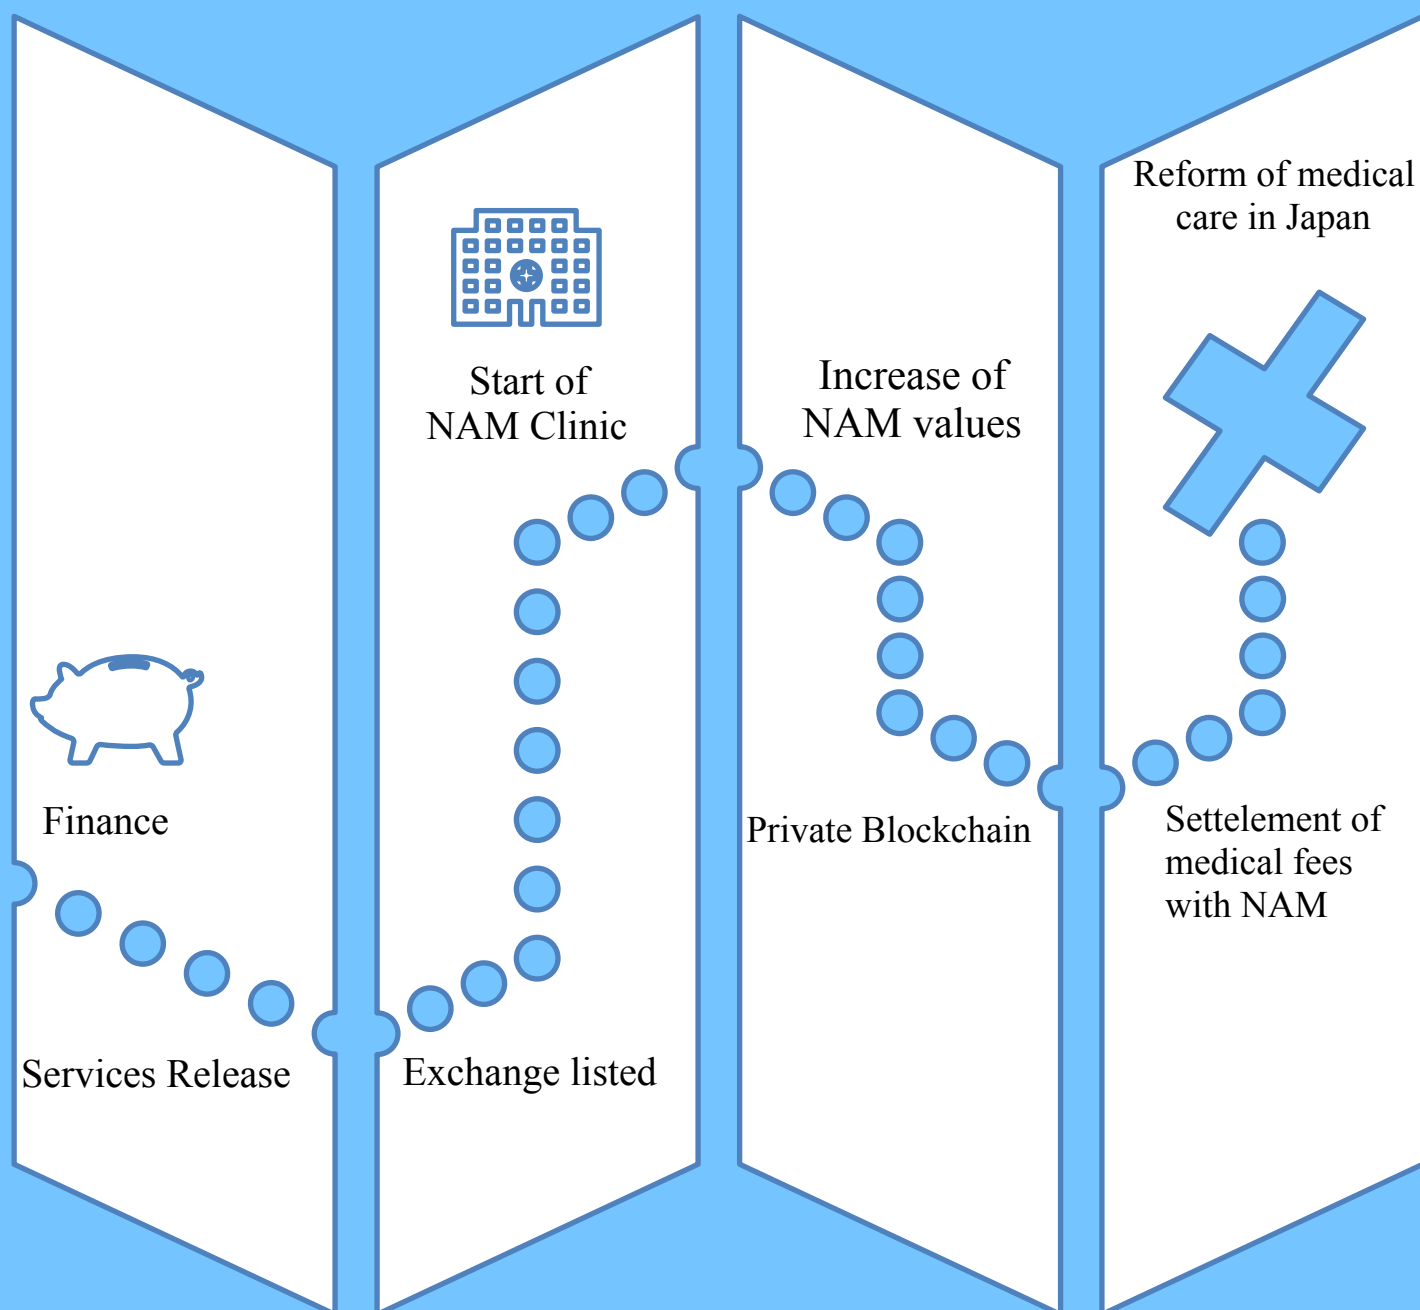 Finance
Services Release
Start of
NAM Clinic
Exchange listed
Increase of
NAM values
Private Blockchain
Reform of medical
care in Japan
Settelement of
medical fees
with NAM